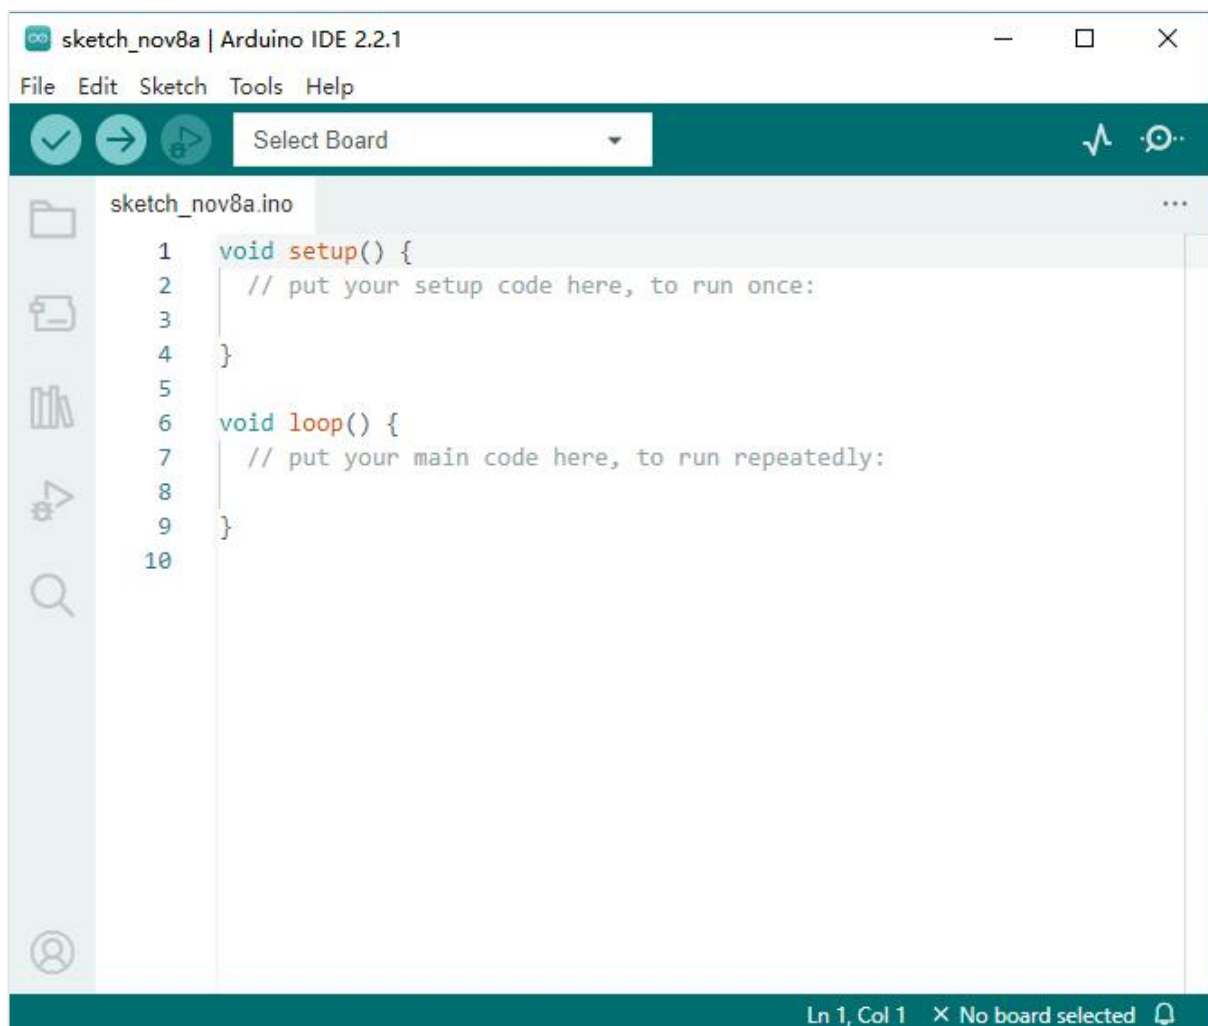 sketch_nov8a | Arduino IDE 2.2.1
File Edit Sketch Tools Help
Select Board
sketch_nov8a.ino
1 void setup() {
2 // put your setup code here, to run once:
3
4 }
5
6 void loop() {
7 // put your main code here, to run repeatedly:
8
9 }
10
Ln 1, Col 1 × No board selected